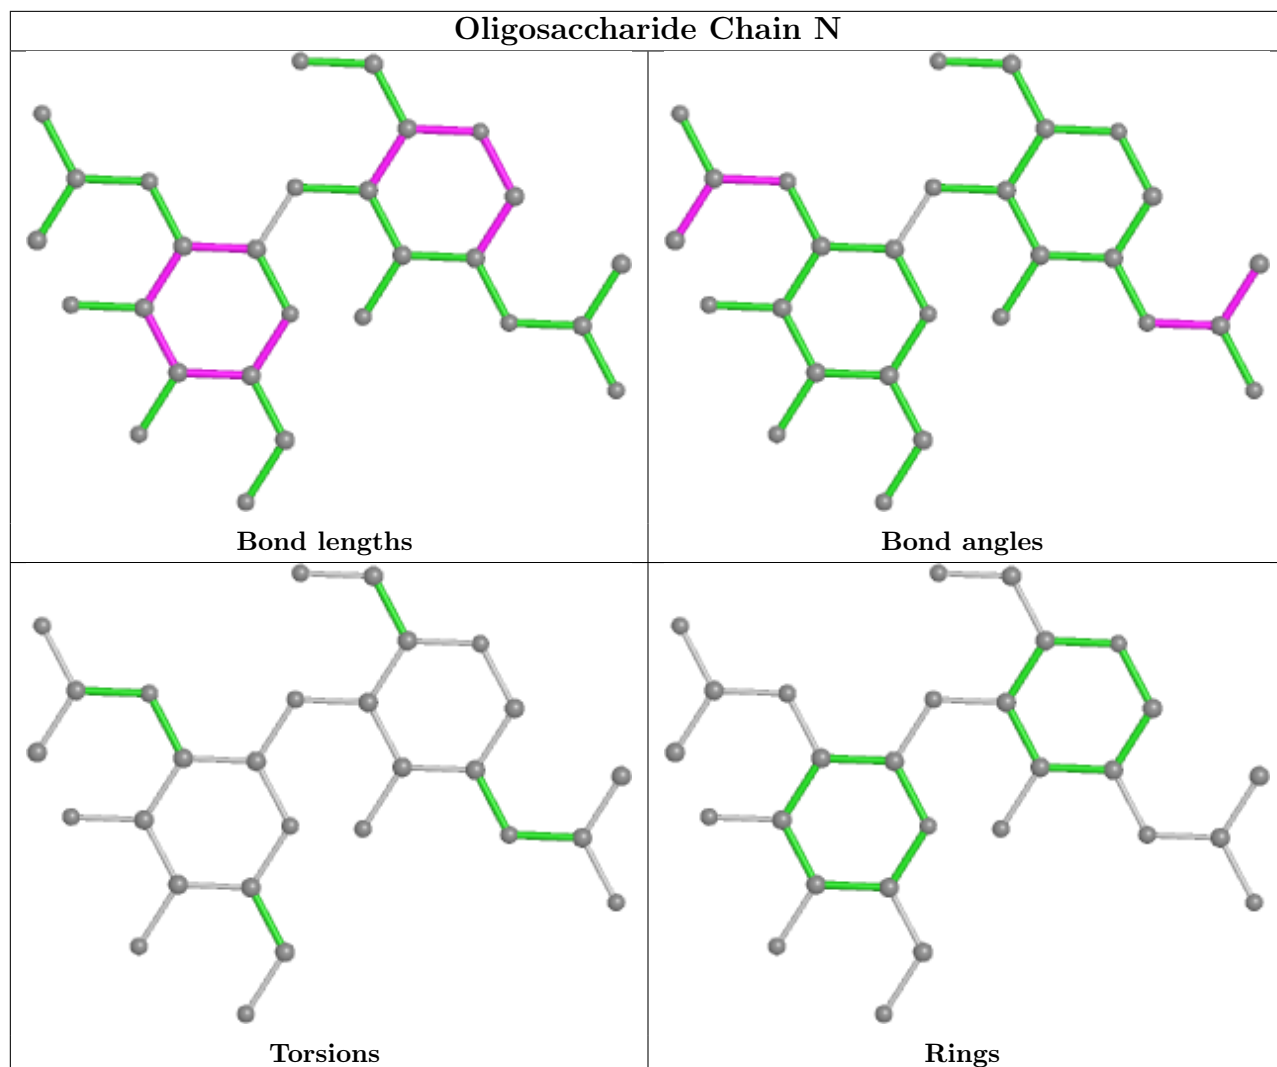 Oligosaccharide Chain N
Bond lengths
Bond angles
Torsions
Rings